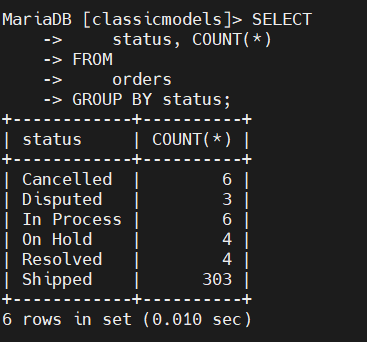 MariaDB [classicmodels]> SELECT
    ->     status, COUNT(*)
    -> FROM
    ->     orders
    -> GROUP BY status;
+------------+----------+
| status     | COUNT(*) |
+------------+----------+
| Cancelled  |        6 |
| Disputed   |        3 |
| In Process |        6 |
| On Hold    |        4 |
| Resolved   |        4 |
| Shipped    |      303 |
+------------+----------+
6 rows in set (0.010 sec)